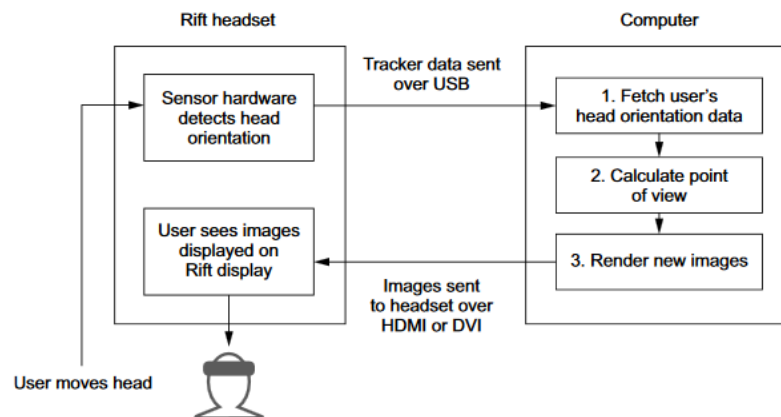 Rift headset
Computer
Sensor hardware
detects head
orientation
Tracker data sent
over USB
1. Fetch user's
head orientation data
2. Calculate point
of view
3. Render new images
User sees images
displayed on
Rift display
Images sent
to headset over
HDMI or DVI
User moves head